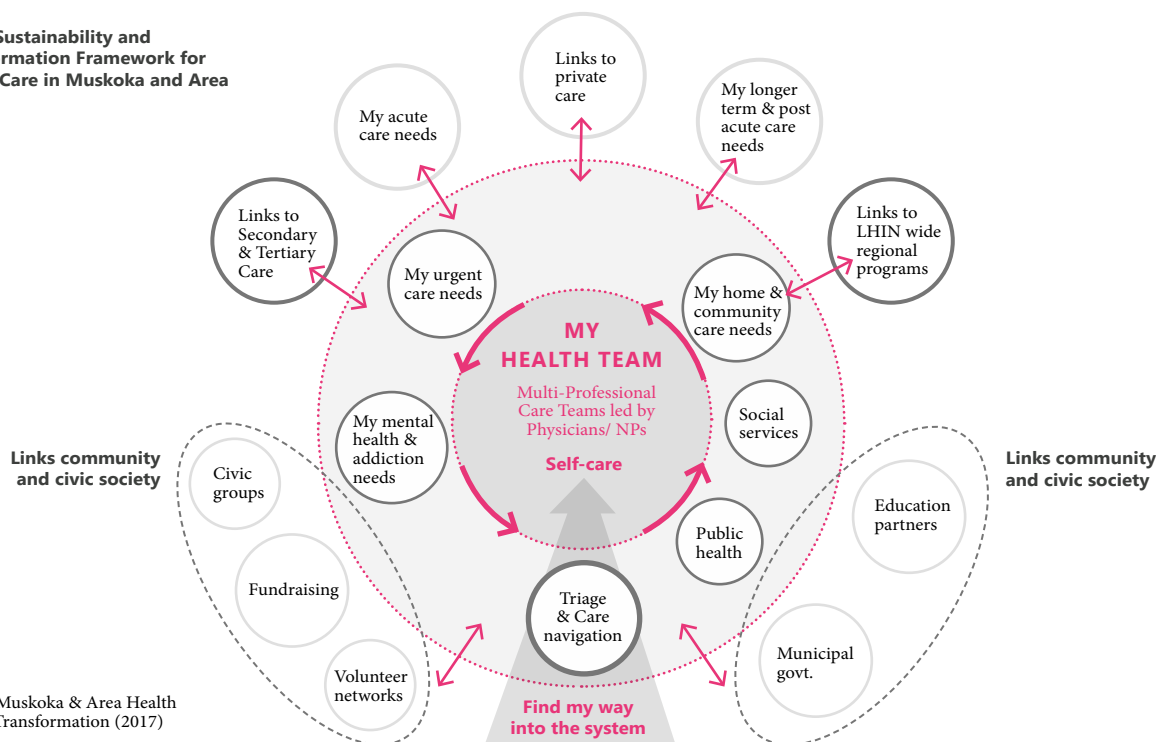 Sustainability and
rmation Framework for
Care in Muskoka and Area
Links to
private
care
My acute
care needs
My longer
term & post
acute care
needs
Links to
Secondary
& Tertiary
Care
Links to
LHIN wide
regional
programs
My urgent
care needs
My home &
community
care needs
MY
HEALTH TEAM
Multi-Professional
Care Teams led by
Physicians/ NPs
Self-care
My mental
health &
addiction
needs
Social
services
Public
health
Triage
& Care
navigation
Find my way
into the system
Links community
and civic society
Civic
groups
Fundraising
Volunteer
networks
Links community
and civic society
Education
partners
Municipal
govt.
Muskoka & Area Health
Transformation (2017)